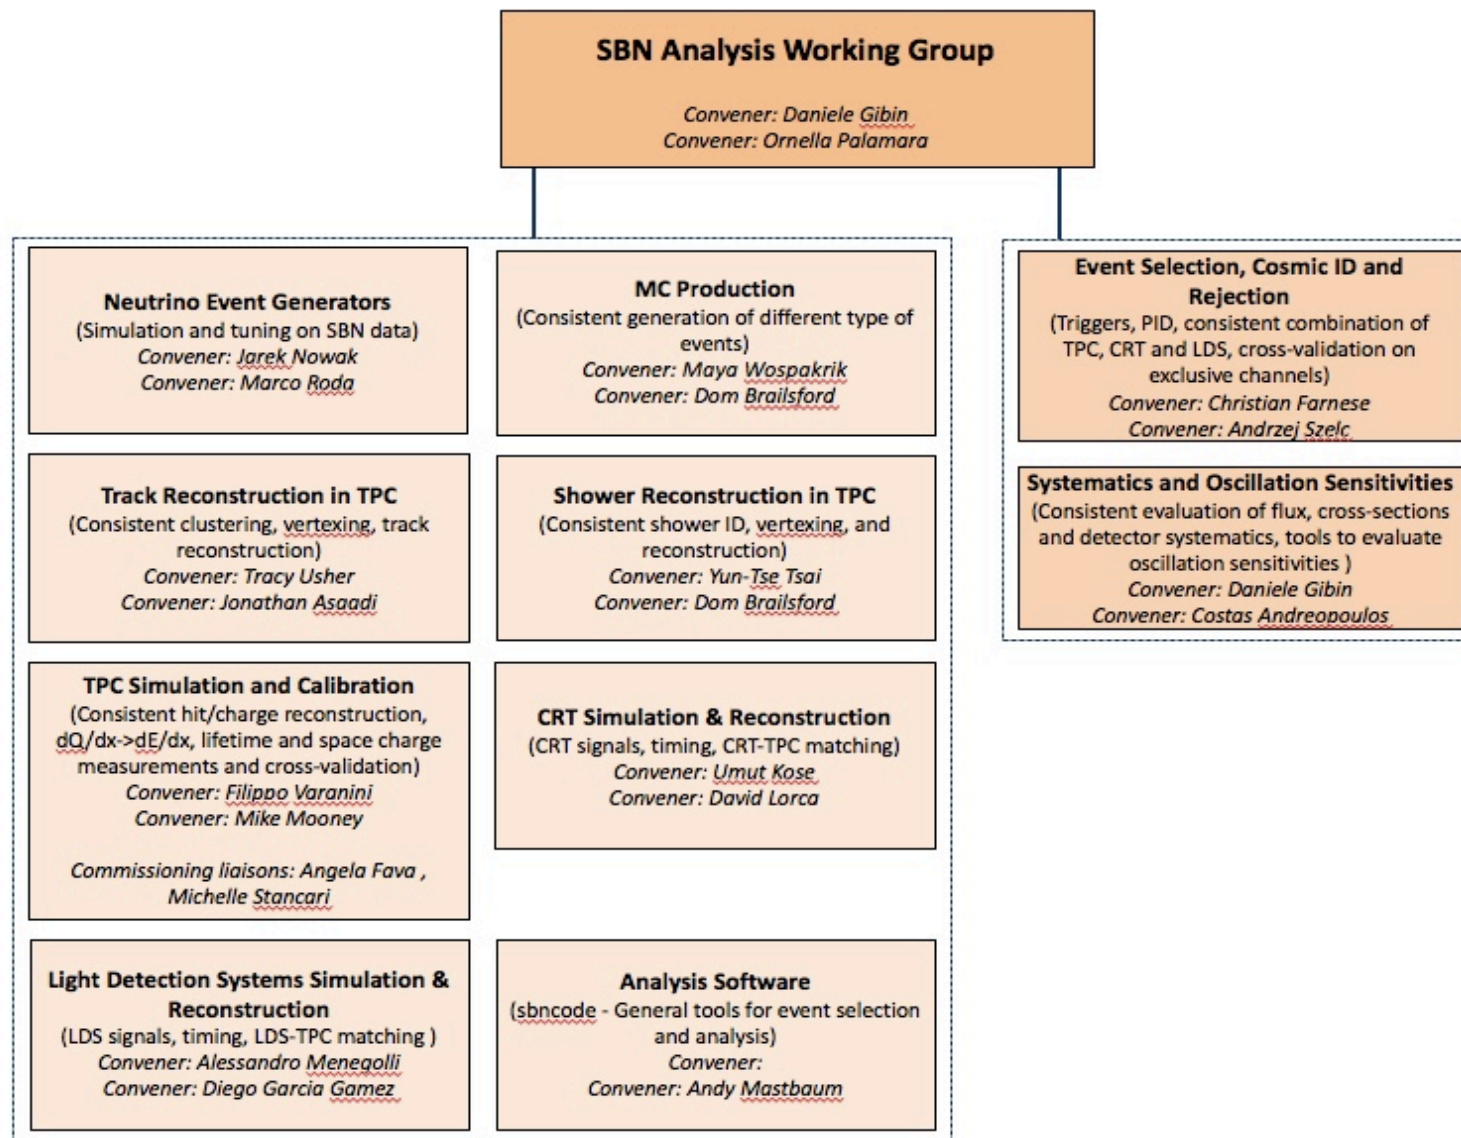 SBN Analysis Working Group
Convener: Daniele Gibin
Convener: Ornella Palamara
Neutrino Event Generators
(Simulation and tuning on SBN data)
Convener: Jarek Nowak
Convener: Marco Roda
MC Production
(Consistent generation of different type of
events)
Convener: Maya Wospakrik
Convener: Dom Brailsford
Event Selection, Cosmic ID and
Rejection
(Triggers, PID, consistent combination of
TPC, CRT and LDS, cross-validation on
exclusive channels)
Convener: Christian Farnese
Convener: Andrzej Szelc
Track Reconstruction in TPC
(Consistent clustering, vertexing, track
reconstruction)
Convener: Tracy Usher
Convener: Jonathan Asaadi
Shower Reconstruction in TPC
(Consistent shower ID, vertexing, and
reconstruction)
Convener: Yun-Tse Tsai
Convener: Dom Brailsford
Systematics and Oscillation Sensitivities
(Consistent evaluation of flux, cross-sections
and detector systematics, tools to evaluate
oscillation sensitivities )
Convener: Daniele Gibin
Convener: Costas Andreopoulos
TPC Simulation and Calibration
(Consistent hit/charge reconstruction,
dQ/dx->dE/dx, lifetime and space charge
measurements and cross-validation)
Convener: Filippo Varanini
Convener: Mike Mooney
Commissioning liaisons: Angela Fava ,
Michelle Stancari
CRT Simulation & Reconstruction
(CRT signals, timing, CRT-TPC matching)
Convener: Umut Kose
Convener: David Lorca
Light Detection Systems Simulation &
Reconstruction
(LDS signals, timing, LDS-TPC matching )
Convener: Alessandro Menegolli
Convener: Diego Garcia Gamez
Analysis Software
(sbncode - General tools for event selection
and analysis)
Convener:
Convener: Andy Mastbaum